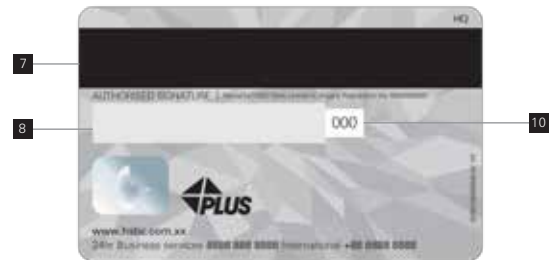 HQ
7
AUTHORISED SIGNATURE
8
000
10
PLUS
www.hsbc.com.xx
24hr Business services 0000 000 0000 International +00 0000 0000